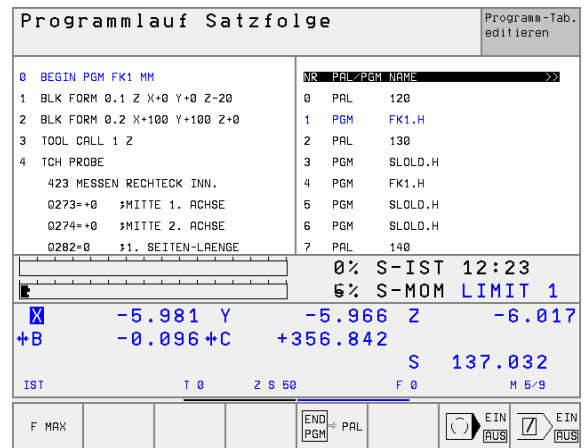 Programmlauf Satzfolge
Programm-Tab.
editieren
0 BEGIN PGM FK1 MM
1 BLK FORM 0.1 Z X+0 Y+0 Z-20
2 BLK FORM 0.2 X+100 Y+100 Z+0
3 TOOL CALL 1 Z
4 TCH PROBE
423 MESSEN RECHTECK INN.
Q273=+0 ;MITTE 1. ACHSE
Q274=+0 ;MITTE 2. ACHSE
Q282=0 ;1. SEITEN-LAENGE
NR PAL/PGM NAME >>
0 PAL 120
1 PGM FK1.H
2 PAL 130
3 PGM SLOLD.H
4 PGM FK1.H
5 PGM SLOLD.H
6 PGM SLOLD.H
7 PAL 140
0% S-IST 12:23
6% S-MOM LIMIT 1
X -5.981 Y -5.966 Z -6.017
B -0.096 C +356.842
S 137.032
IST T 0 Z S 50 F 0 M 5/9
F MAX
END PGM ⇨ PAL
EIN
AUS
EIN
AUS